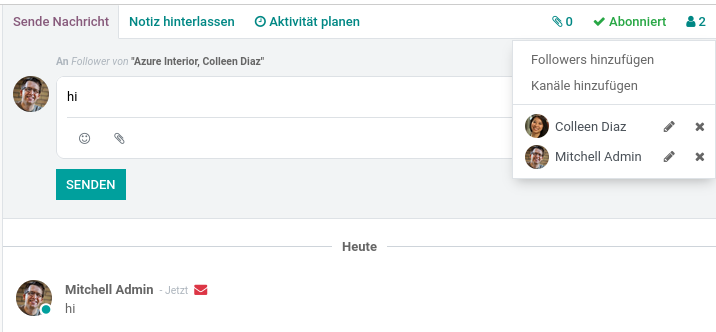 Sende Nachricht Notiz hinterlassen Aktivität planen 0 Abonniert 2
An Follower von "Azure Interior, Colleen Diaz"
hi
SENDEN
Followers hinzufügen
Kanäle hinzufügen
Colleen Diaz
Mitchell Admin
Heute
Mitchell Admin - Jetzt
hi